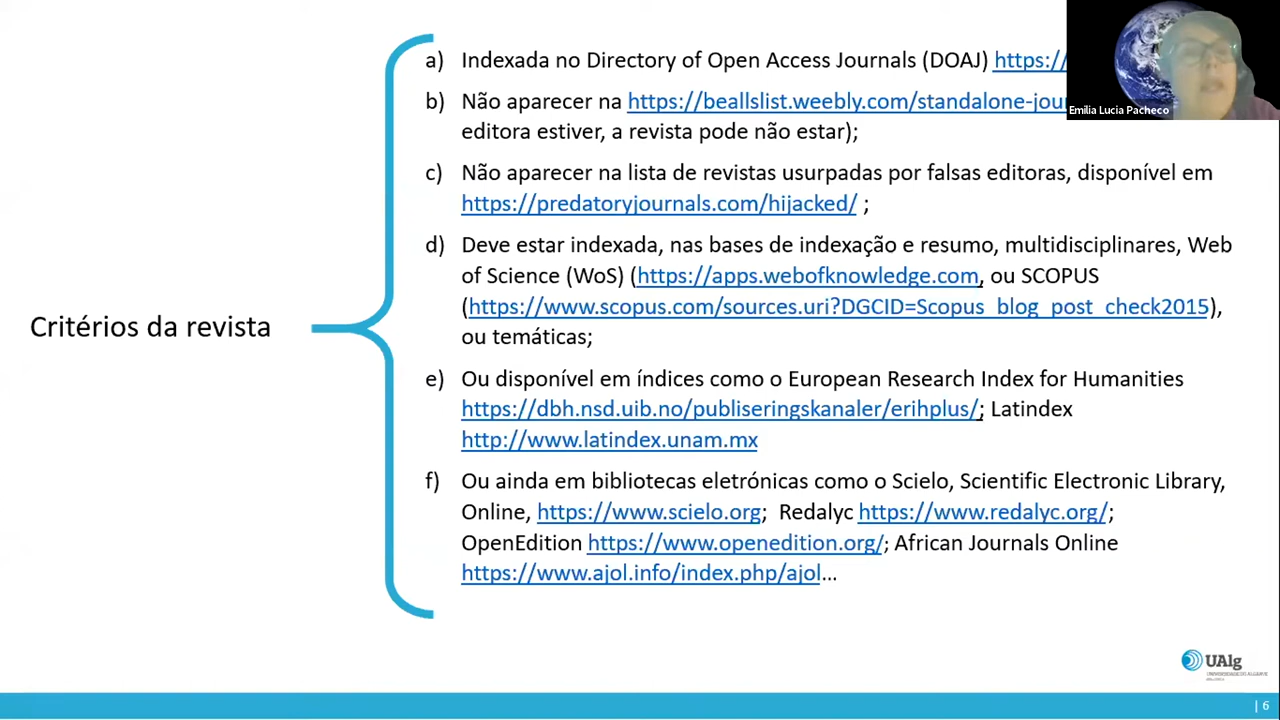 a) Indexada no Directory of Open Access Journals (DOAJ) https://
Emília Lucia Pacheco
b) Não aparecer na https://beallslist.weebly.com/standalone-jou
editora estiver, a revista pode não estar);
c) Não aparecer na lista de revistas usurpadas por falsas editoras, disponível em
https://predatoryjournals.com/hijacked/ ;
d) Deve estar indexada, nas bases de indexação e resumo, multidisciplinares, Web
of Science (WoS) (https://apps.webofknowledge.com, ou SCOPUS
(https://www.scopus.com/sources.uri?DGCID=Scopus_blog_post_check2015),
ou temáticas;
Critérios da revista
e) Ou disponível em índices como o European Research Index for Humanities
https://dbh.nsd.uib.no/publiseringskanaler/erihplus/; Latindex
http://www.latindex.unam.mx
f) Ou ainda em bibliotecas eletrónicas como o Scielo, Scientific Electronic Library,
Online, https://www.scielo.org; Redalyc https://www.redalyc.org/;
OpenEdition https://www.openedition.org/; African Journals Online
https://www.ajol.info/index.php/ajol...
UAlg
UNIVERSIDADE DO ALGARVE
| 6